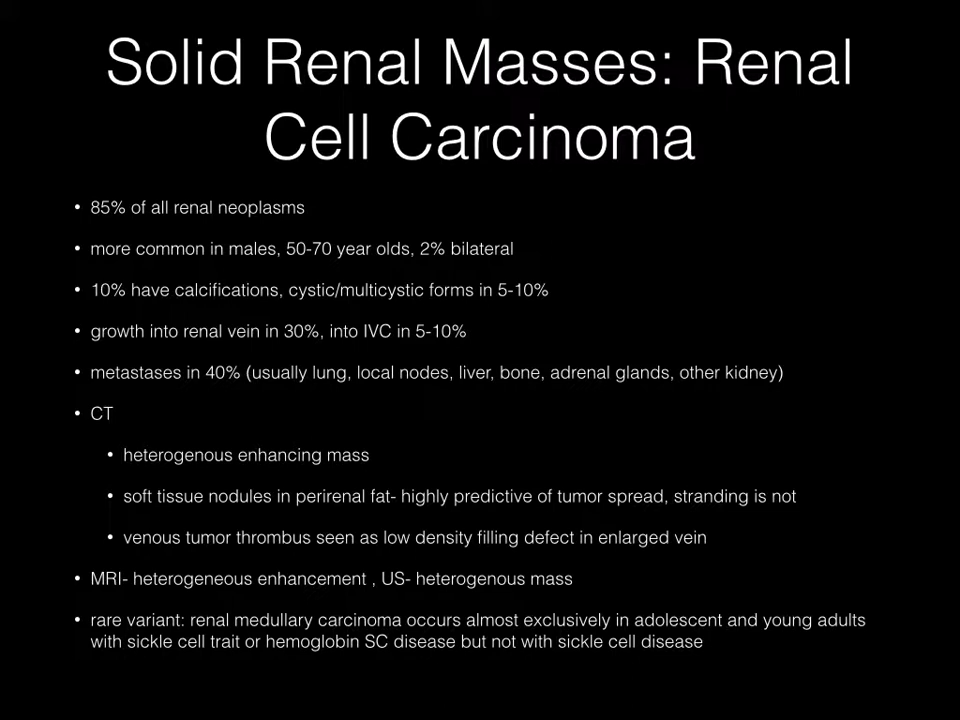 Solid Renal Masses: Renal
Cell Carcinoma
• 85% of all renal neoplasms
• more common in males, 50-70 year olds, 2% bilateral
• 10% have calcifications, cystic/multicystic forms in 5-10%
• growth into renal vein in 30%, into IVC in 5-10%
• metastases in 40% (usually lung, local nodes, liver, bone, adrenal glands, other kidney)
• CT
• heterogenous enhancing mass
• soft tissue nodules in perirenal fat- highly predictive of tumor spread, stranding is not
• venous tumor thrombus seen as low density filling defect in enlarged vein
• MRI- heterogeneous enhancement , US- heterogenous mass
• rare variant: renal medullary carcinoma occurs almost exclusively in adolescent and young adults
with sickle cell trait or hemoglobin SC disease but not with sickle cell disease